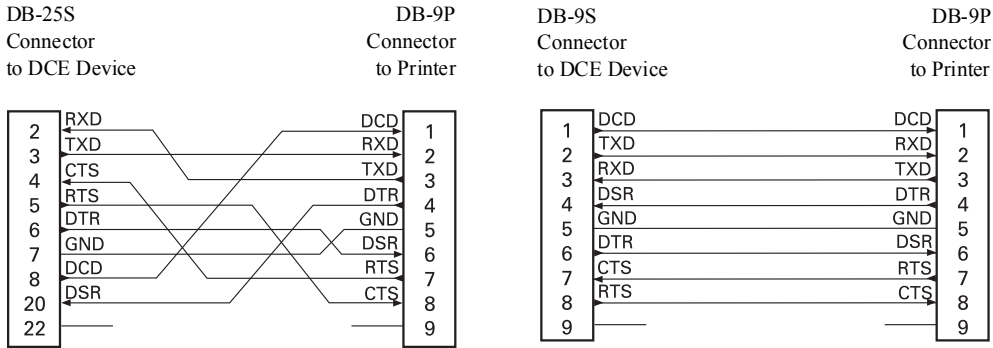 DB-25S
Connector
to DCE Device
DB-9P
Connector
to Printer
2 RXD DCD 1
3 TXD RXD 2
4 CTS TXD 3
5 RTS DTR 4
6 DTR GND 5
7 GND DSR 6
8 DCD RTS 7
20 DSR CTS 8
22 9
DB-9S
Connector
to DCE Device
DB-9P
Connector
to Printer
1 DCD DCD 1
2 TXD RXD 2
3 RXD TXD 3
4 DSR DTR 4
5 GND GND 5
6 DTR DSR 6
7 CTS RTS 7
8 RTS CTS 8
9 9